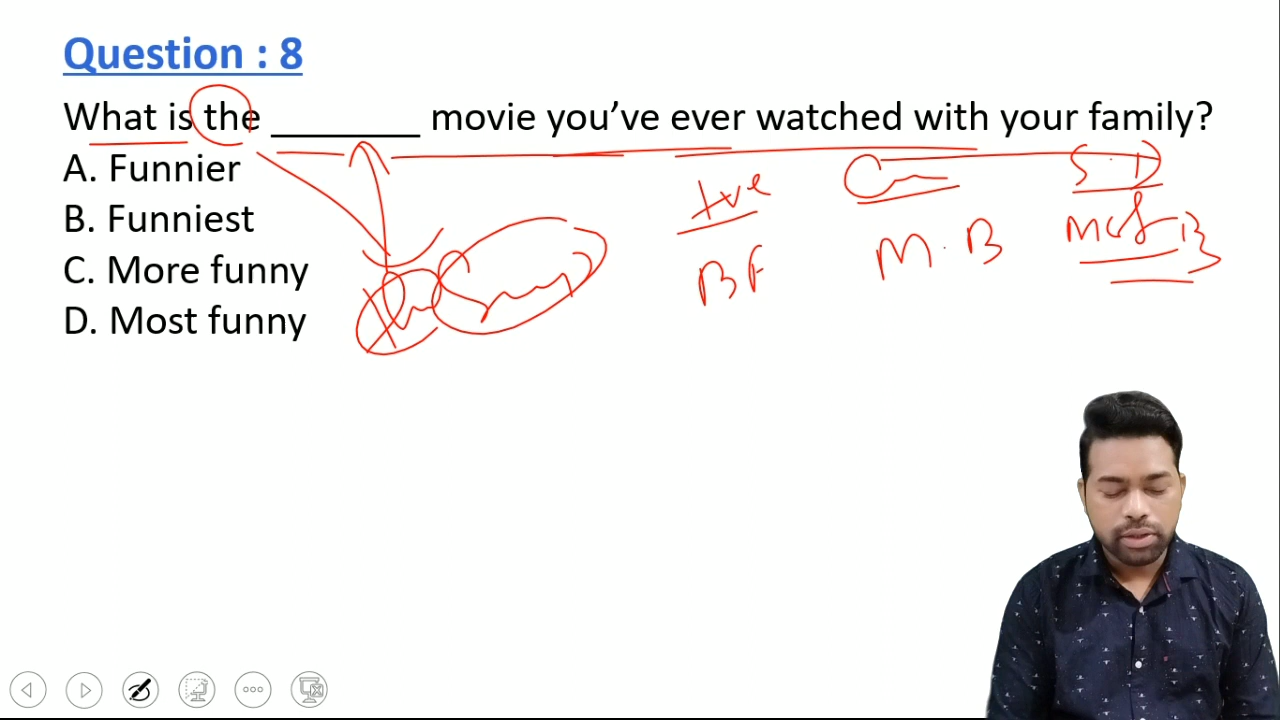 Question : 8
What is the ________ movie you’ve ever watched with your family?
A. Funnier
B. Funniest
C. More funny
D. Most funny
+ve
S.D
BF
M.B
B
the